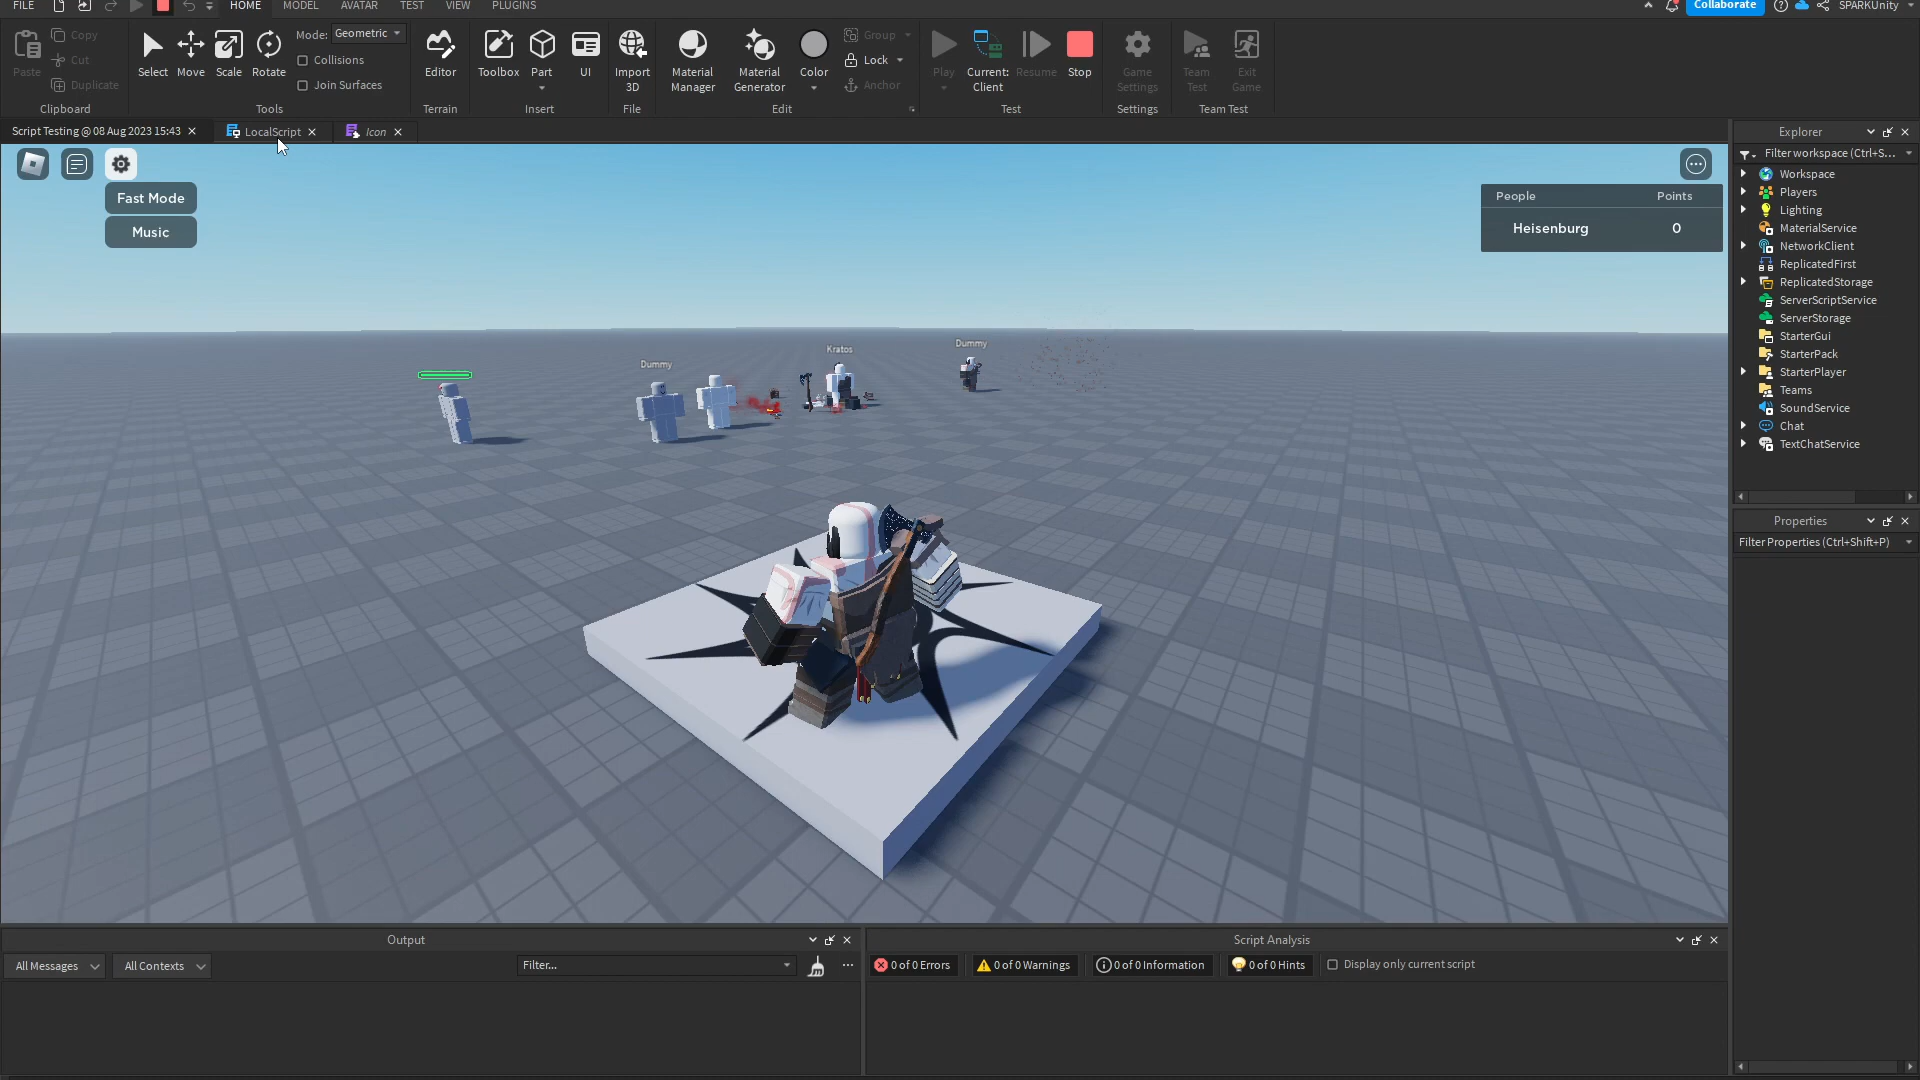 FILE HOME MODEL AVATAR TEST VIEW PLUGINS Collaborate SPARKUnity
Paste Copy Cut Duplicate
Clipboard
Select Move Scale Rotate
Mode: Geometric
Collisions
Join Surfaces
Tools
Editor
Terrain
Toolbox Part UI
Insert
Import 3D
File
Material Manager
Material Generator
Color
Group
Lock
Anchor
Edit
Play
Current: Client
Resume
Stop
Test
Game Settings
Settings
Team Test
Exit Game
Team Test
Script Testing @ 08 Aug 2023 15:43
LocalScript
Icon
Fast Mode
Music
People Points
Heisenburg 0
Dummy
Kratos
Dummy
Explorer
Filter workspace (Ctrl+S...
Workspace
Players
Lighting
MaterialService
NetworkClient
ReplicatedFirst
ReplicatedStorage
ServerScriptService
ServerStorage
StarterGui
StarterPack
StarterPlayer
Teams
SoundService
Chat
TextChatService
Properties
Filter Properties (Ctrl+Shift+P)
Output
All Messages All Contexts Filter...
Script Analysis
0 of 0 Errors 0 of 0 Warnings 0 of 0 Information 0 of 0 Hints Display only current script